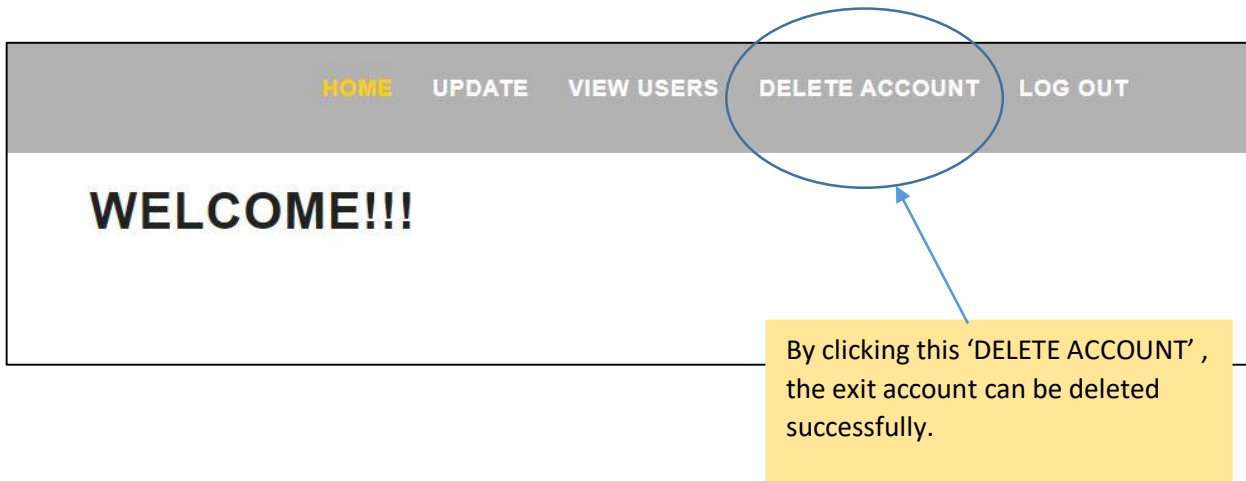 HOME UPDATE VIEW USERS DELETE ACCOUNT LOG OUT
WELCOME!!!
By clicking this ‘DELETE ACCOUNT’ ,
the exit account can be deleted
successfully.